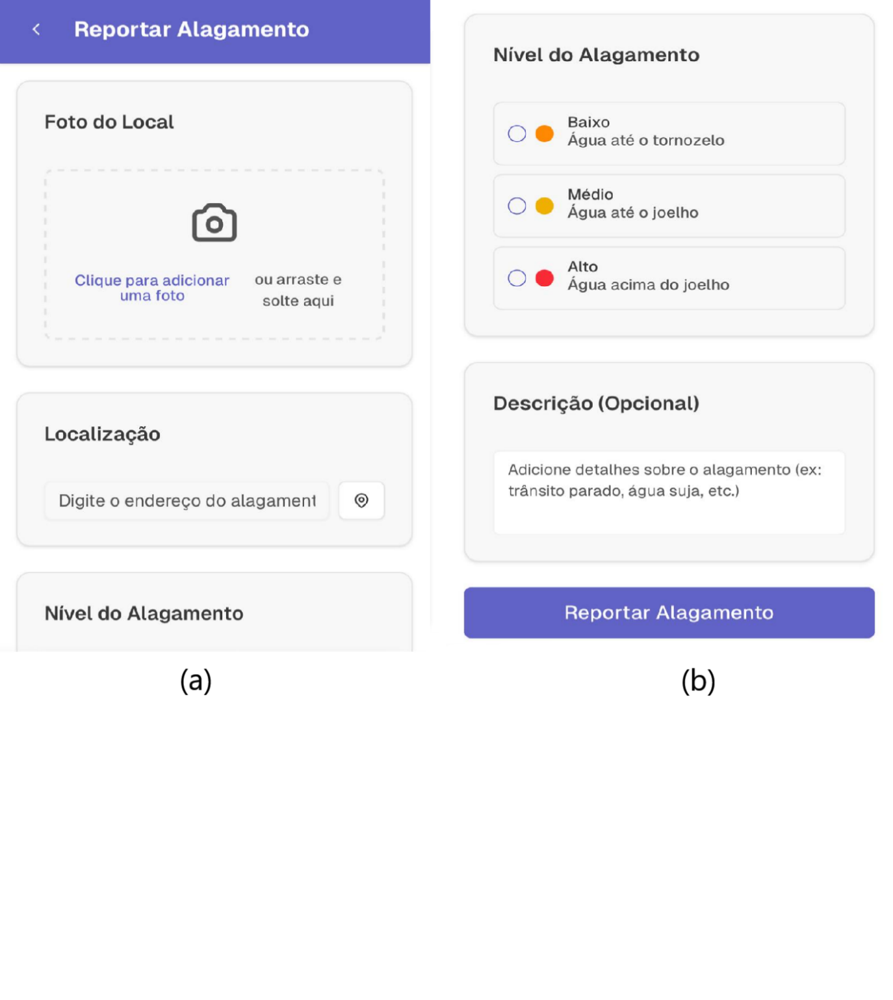 Reportar Alagamento
Foto do Local
Clique para adicionar
uma foto
ou arraste e
solte aqui
Localização
Digite o endereço do alagament
Nível do Alagamento
(a)
Nível do Alagamento
Baixo
Água até o tornozelo
Médio
Água até o joelho
Alto
Água acima do joelho
Descrição (Opcional)
Adicione detalhes sobre o alagamento (ex:
trânsito parado, água suja, etc.)
Reportar Alagamento
(b)